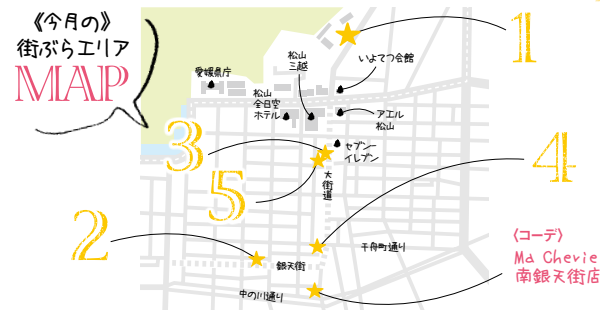 《今月の》
街ぶらエリア
MAP
1
松山
三越
いよてつ会館
愛媛県庁
松山
全日空
ホテル
アエル
松山
3
セブン-
イレブン
4
5
大街道
2
千舟町通り
銀天街
〈コーデ〉
Ma Cherie
南銀天街店
中の川通り